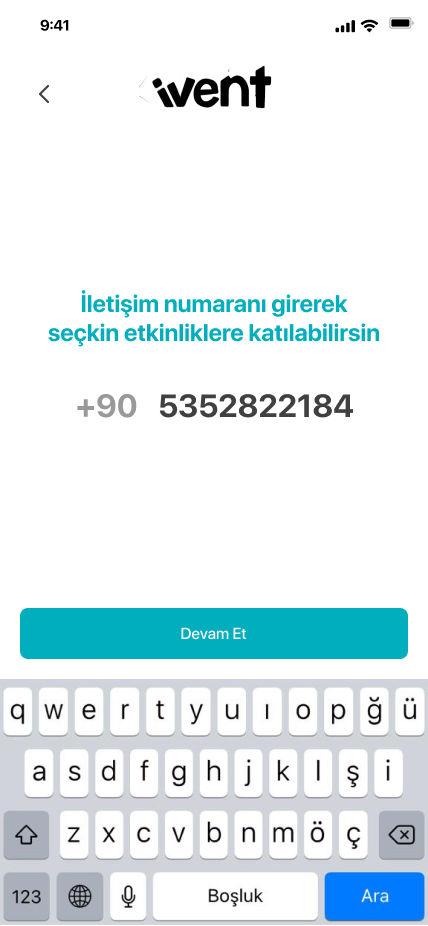 9:41
ivent
İletişim numaranı girerek
seçkin etkinliklere katılabilirsin
+90 5352822184
Devam Et
q w e r t y u ı o p ğ ü
a s d f g h j k l ş i
z x c v b n m ö ç
123 Boşluk Ara